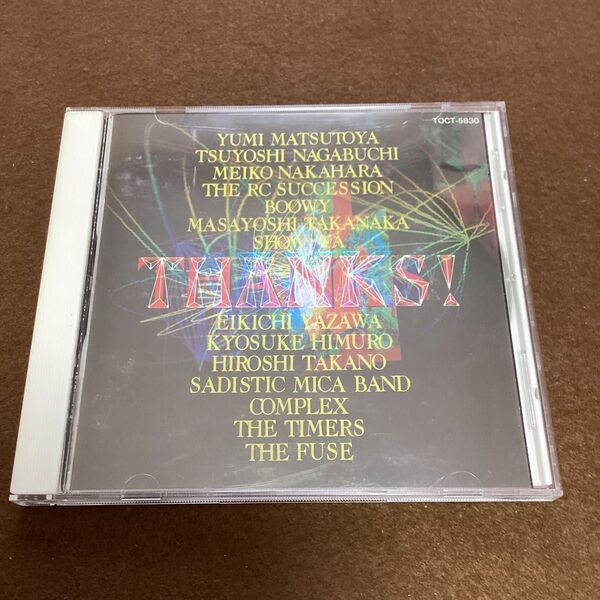 TOCT-5830
YUMI MATSUTOYA
TSUYOSHI NAGABUCHI
MEIKO NAKAHARA
THE RC SUCCESSION
BOØWY
MASAYOSHI TAKANAKA
SHOW-YA
THANKS!
EIKICHI YAZAWA
KYOSUKE HIMURO
HIROSHI TAKANO
SADISTIC MICA BAND
COMPLEX
THE TIMERS
THE FUSE